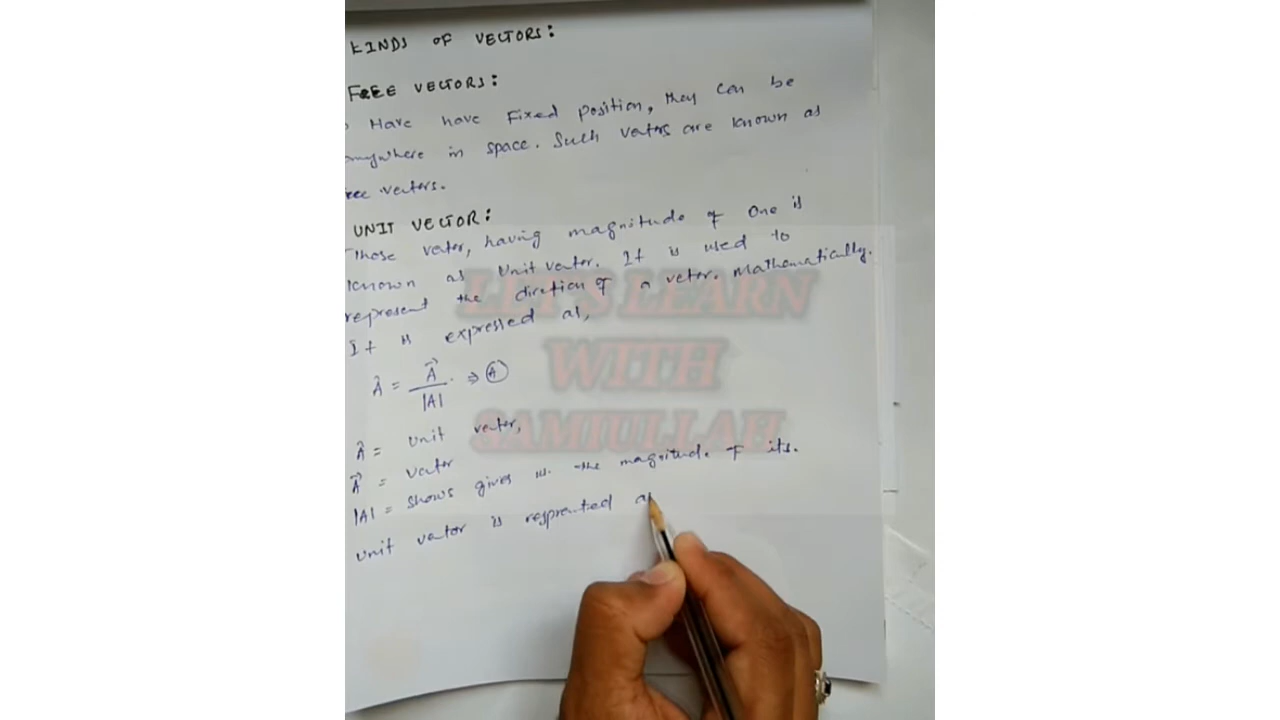 KINDS OF VECTORS:
FREE VECTORS:
Have have Fixed position, they can be
anywhere in space. Such vectors are known as
free vectors.
UNIT VECTOR:
Those vector, having magnitude of One is
known as Unit vector. It is used to
represent the direction of a vector. mathematically.
It is expressed as,
Â = A⃗ / |A| ⇒ (A)
Â = Unit vector,
A⃗ = vector
|A| = shows gives us the magnitude of its.
unit vector is respreented as
LET'S LEARN
WITH
SAMIULLAH